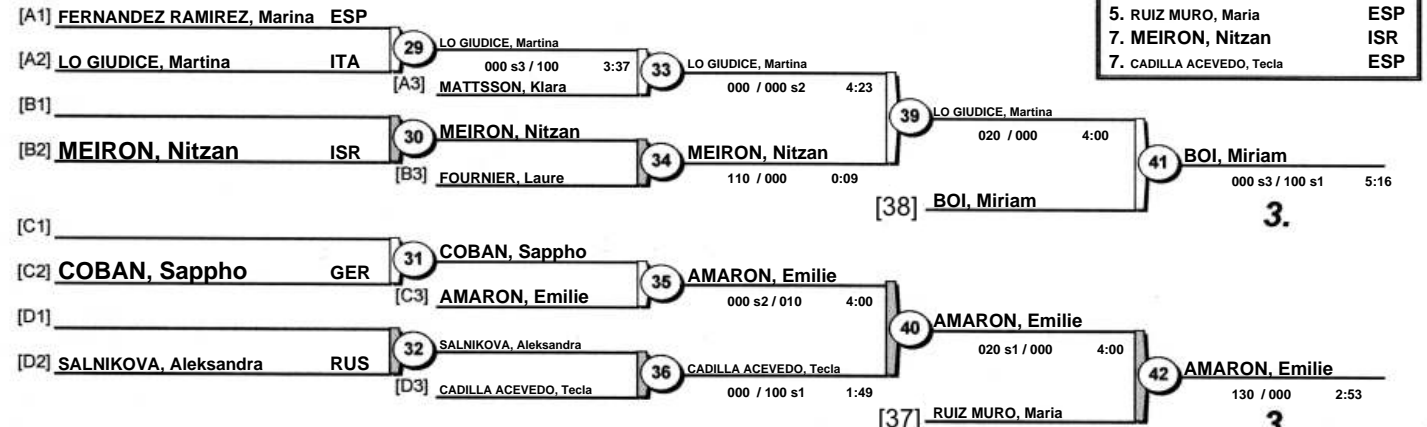 5. RUIZ MURO, Maria ESP
7. MEIRON, Nitzan ISR
7. CADILLA ACEVEDO, Tecla ESP
[A1] FERNANDEZ RAMIREZ, Marina ESP
29 LO GIUDICE, Martina
[A2] LO GIUDICE, Martina ITA
000 s3 / 100 3:37
33 LO GIUDICE, Martina
[A3] MATTSSON, Klara
000 / 000 s2 4:23
[B1]
39 LO GIUDICE, Martina
30 MEIRON, Nitzan
020 / 000 4:00
[B2] MEIRON, Nitzan ISR
34 MEIRON, Nitzan
41 BOI, Miriam
[B3] FOURNIER, Laure
110 / 000 0:09
000 s3 / 100 s1 5:16
[38] BOI, Miriam
3.
[C1]
31 COBAN, Sappho
[C2] COBAN, Sappho GER
35 AMARON, Emilie
[C3] AMARON, Emilie
000 s2 / 010 4:00
[D1]
40 AMARON, Emilie
32 SALNIKOVA, Aleksandra
020 s1 / 000 4:00
[D2] SALNIKOVA, Aleksandra RUS
36 CADILLA ACEVEDO, Tecla
42 AMARON, Emilie
[D3] CADILLA ACEVEDO, Tecla
000 / 100 s1 1:49
130 / 000 2:53
[37] RUIZ MURO, Maria
3.